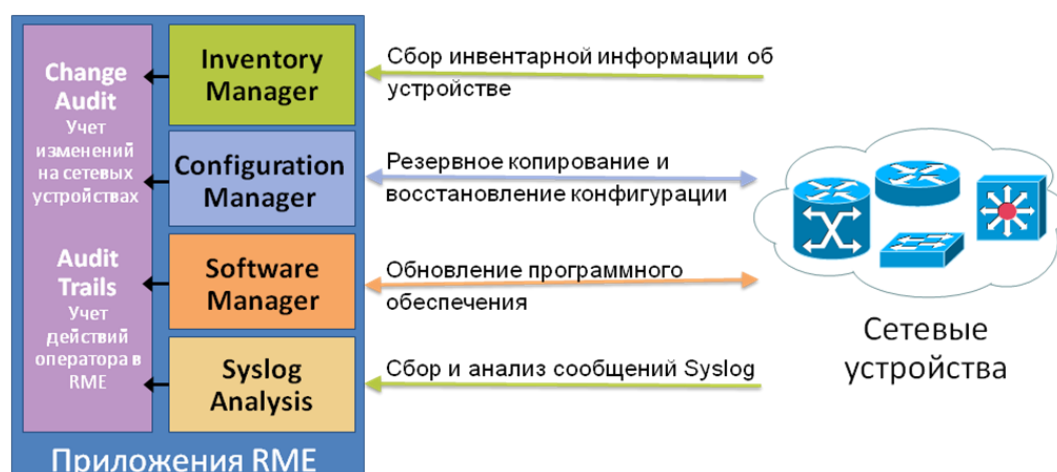 Change
Audit
Учет
изменений
на сетевых
устройствах
Audit
Trails
Учет
действий
оператора в
RME
Inventory
Manager
Configuration
Manager
Software
Manager
Syslog
Analysis
Приложения RME
Сбор инвентарной информации об
устройстве
Резервное копирование и
восстановление конфигурации
Обновление программного
обеспечения
Сбор и анализ сообщений Syslog
Сетевые
устройства